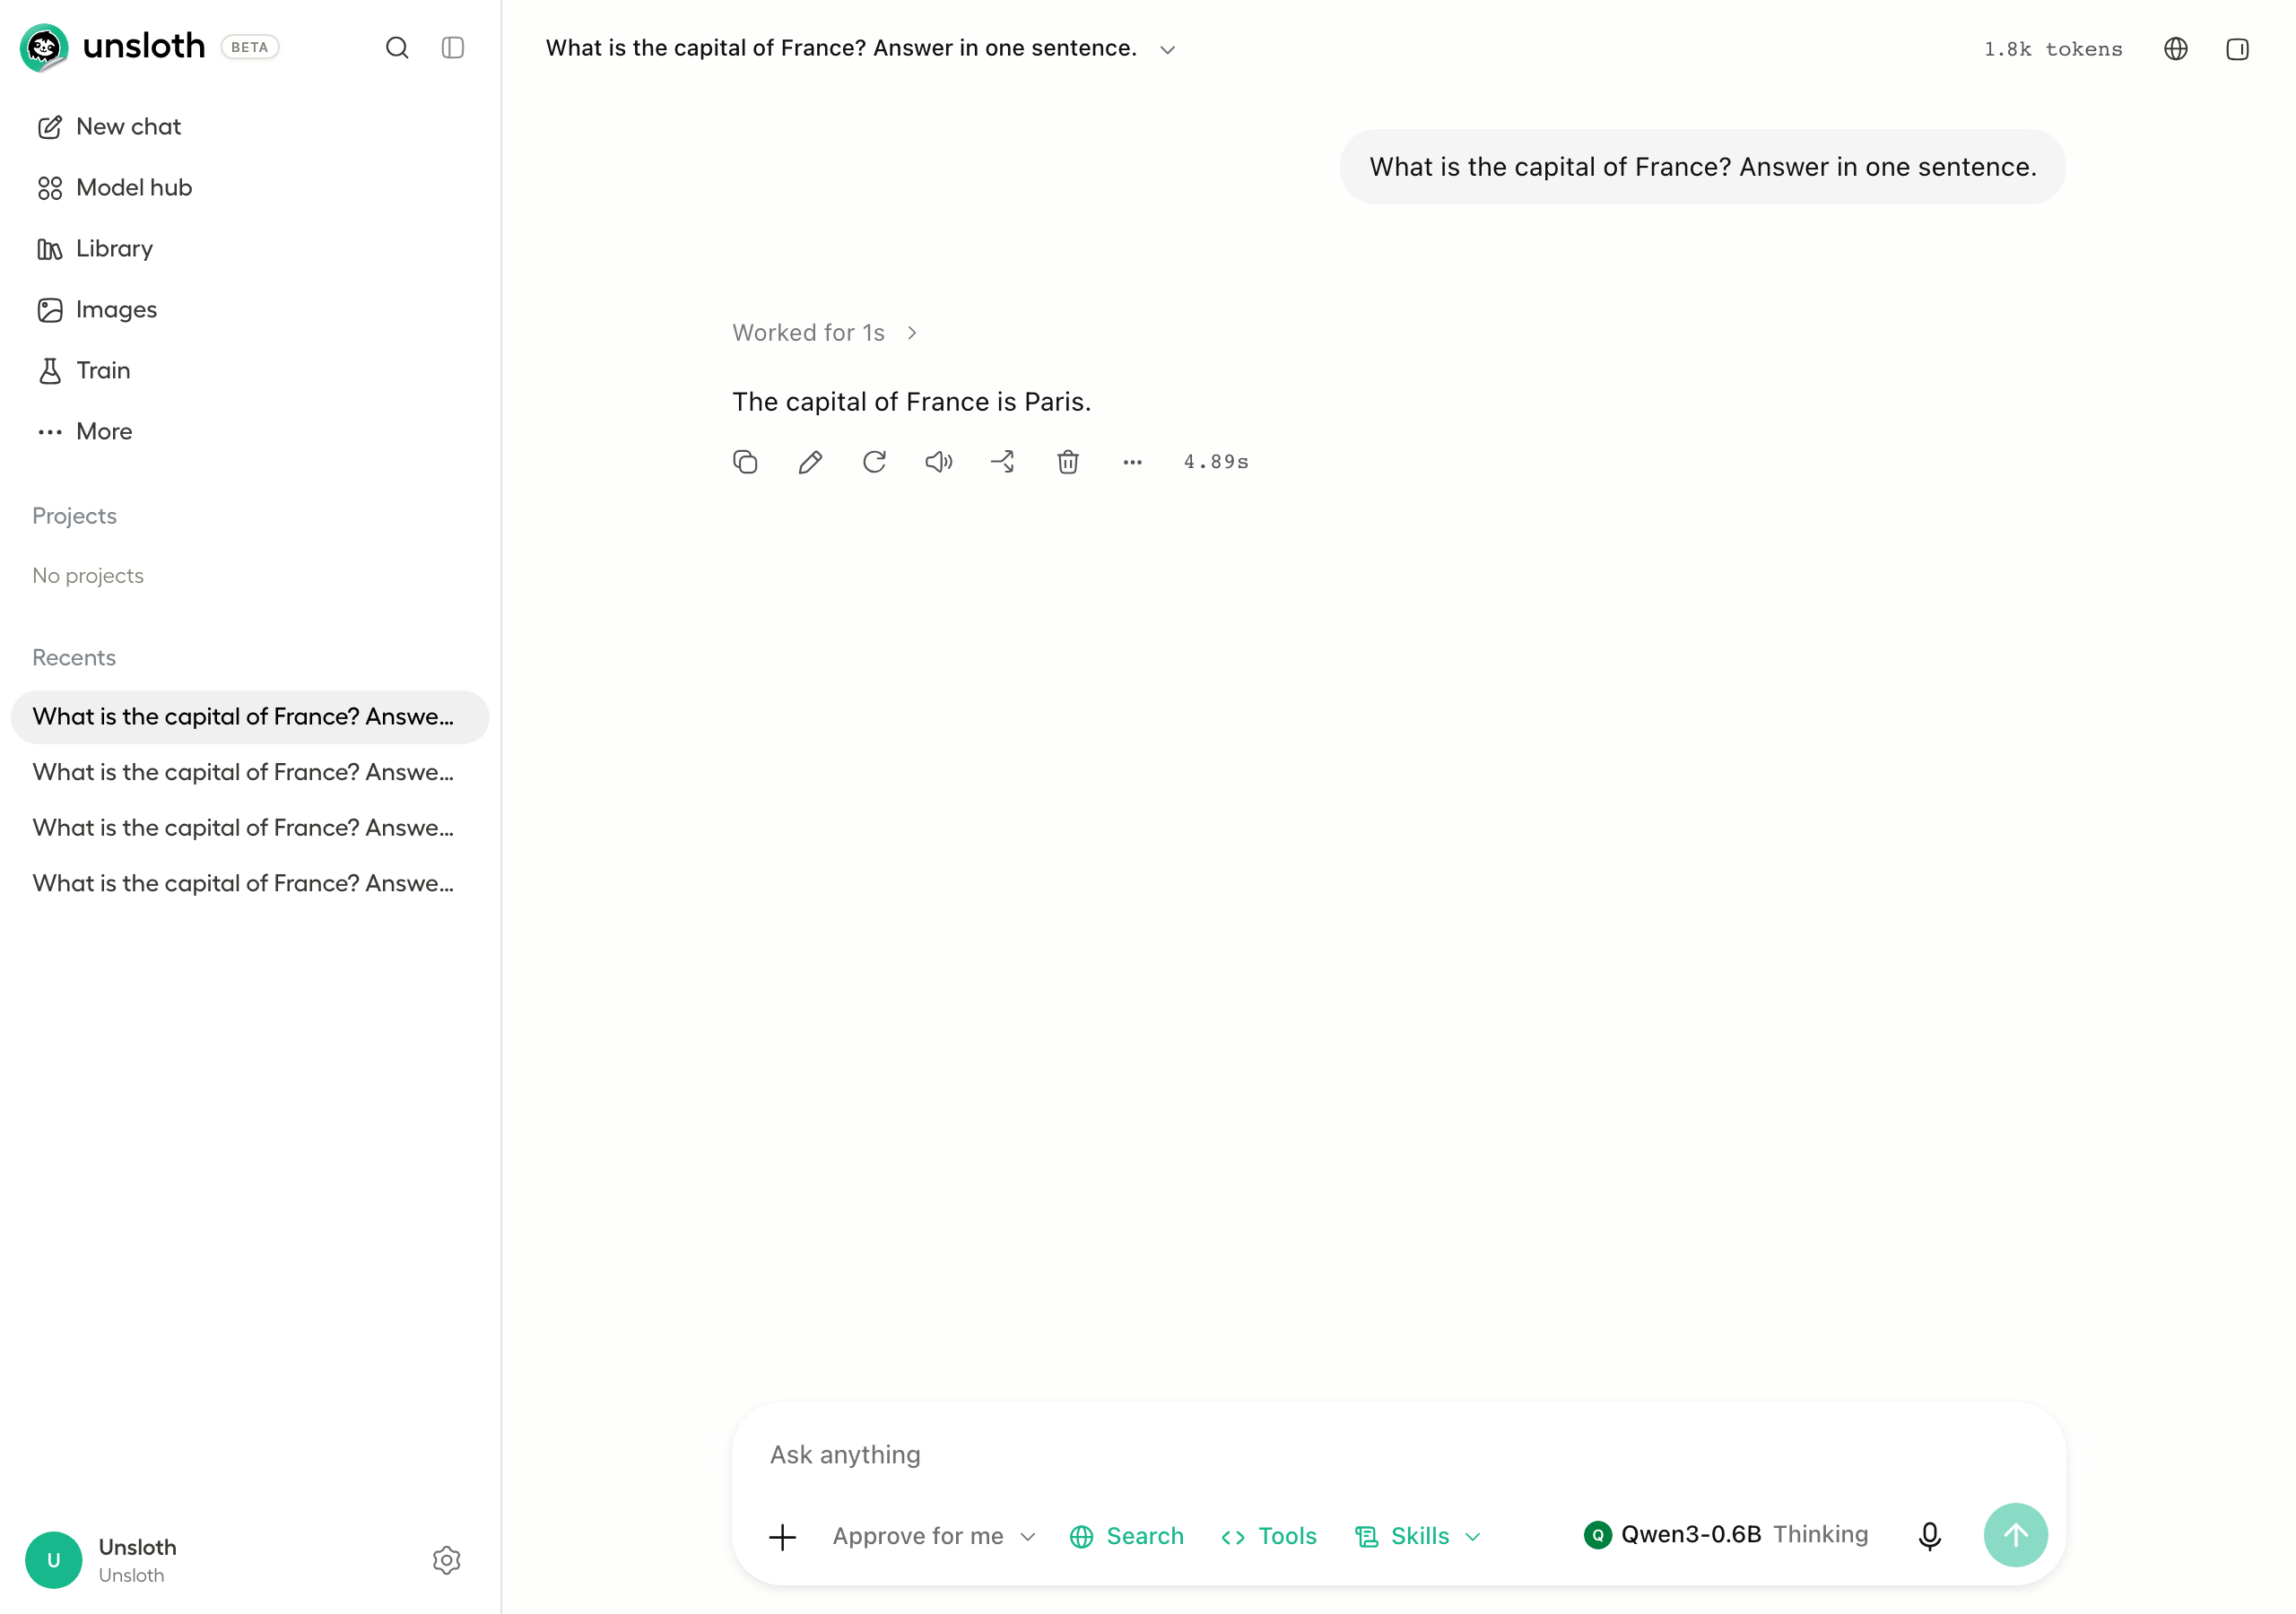 unsloth BETA
New chat
Model hub
Library
Images
Train
More
Projects
No projects
Recents
What is the capital of France? Answe...
What is the capital of France? Answe...
What is the capital of France? Answe...
What is the capital of France? Answe...
U
Unsloth
Unsloth
What is the capital of France? Answer in one sentence.
1.8k tokens
What is the capital of France? Answer in one sentence.
Worked for 1s
The capital of France is Paris.
4.89s
Ask anything
Approve for me Search Tools Skills Q Qwen3-0.6B Thinking